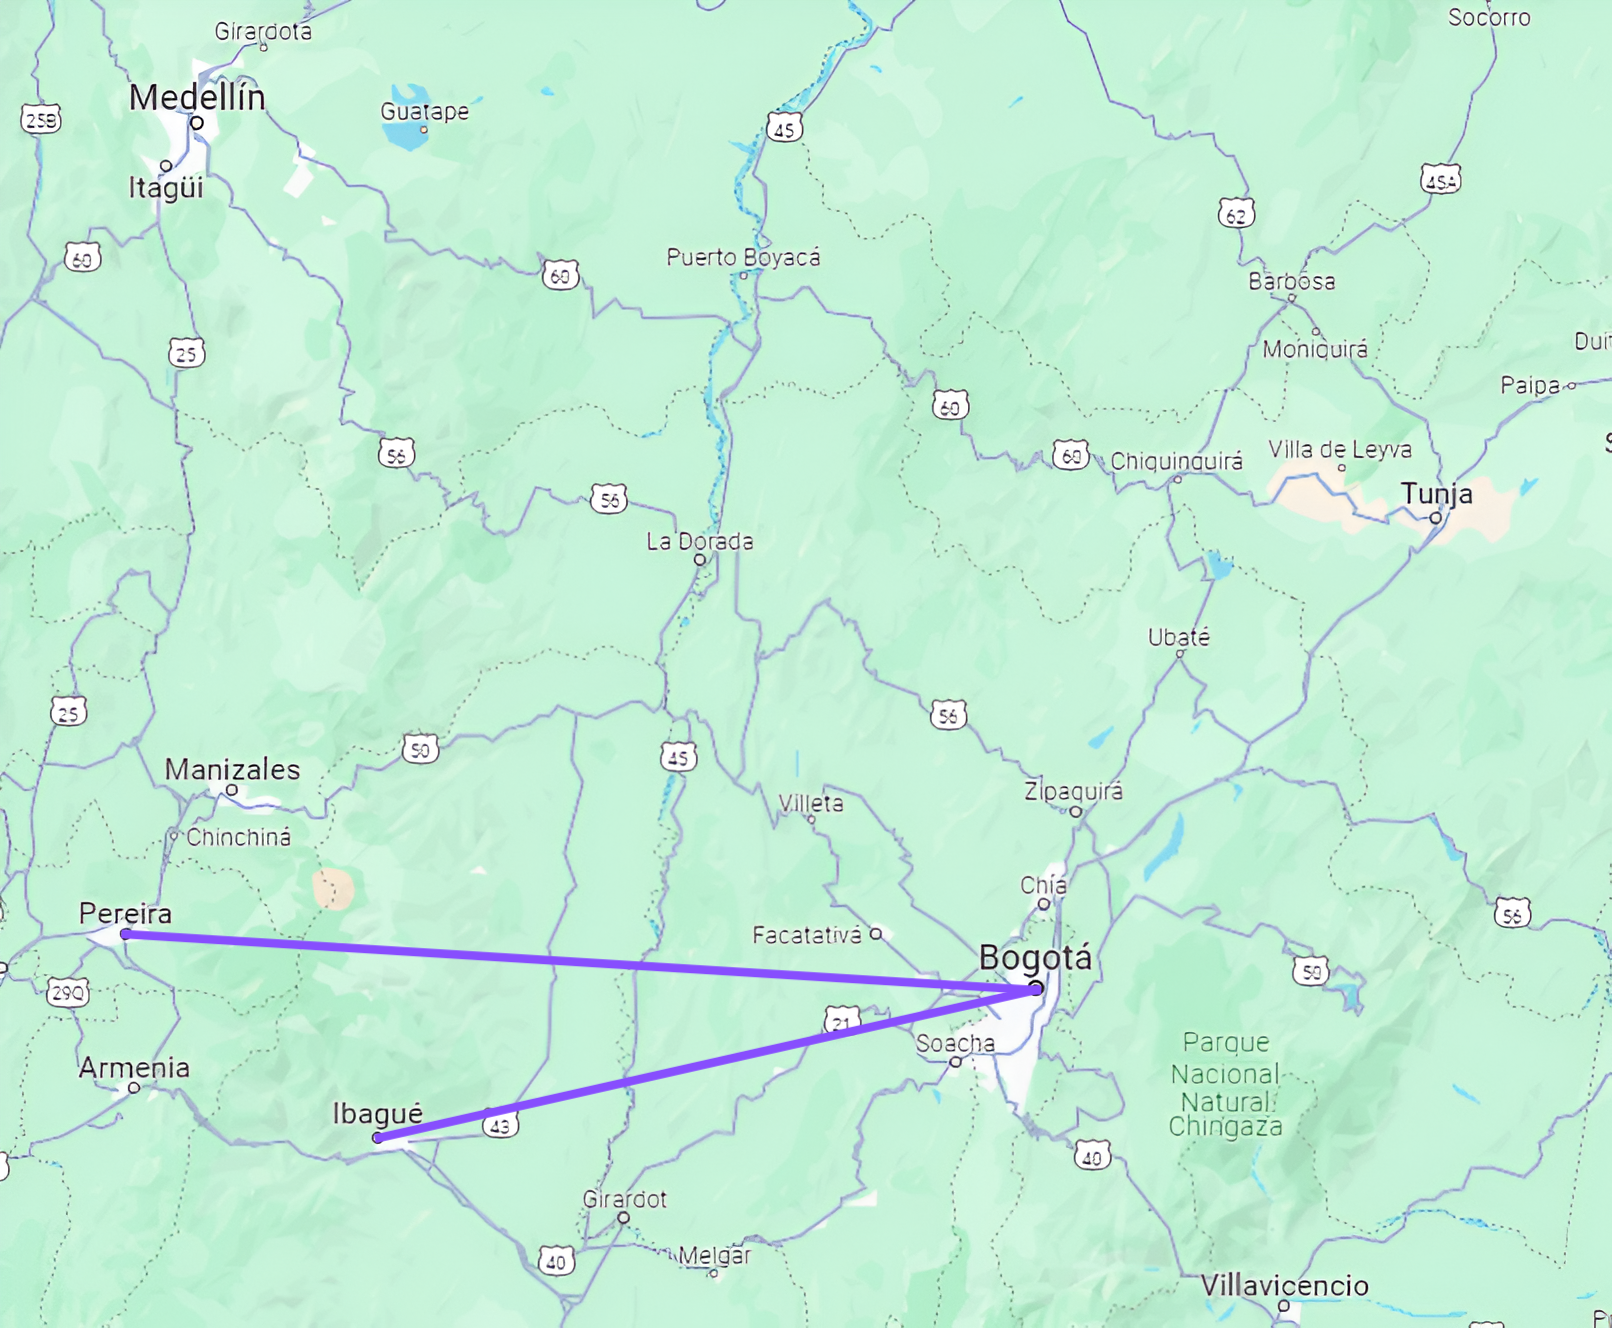 Socorro
Girardota
Medellín
Guatape
25B
45
Itagüi
45A
62
60
Puerto Boyacá
60
Barbosa
25
Moniquirá
Paipa
60
56
60
Chiquinquirá
Villa de Leyva
Tunja
56
La Dorada
Ubaté
25
56
50
45
Manizales
Zipaquirá
Villeta
Chinchiná
Chía
Pereira
56
Facatativá
Bogotá
50
29Q
21
Soacha
Parque
Nacional
Natural
Chingaza
Armenia
Ibagué
43
40
Girardot
Melgar
40
Villavicencio